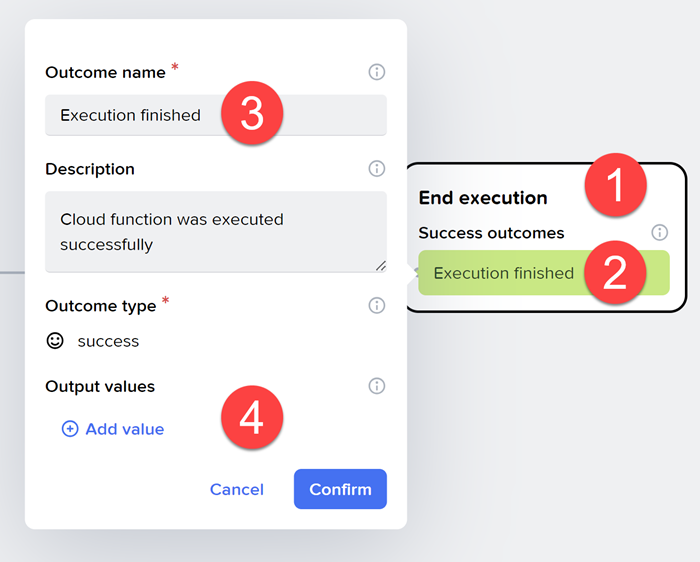 Outcome name *
Execution finished
3
Description
Cloud function was executed
successfully
Outcome type *
success
Output values
Add value
4
Cancel
Confirm
1
End execution
Success outcomes
Execution finished
2